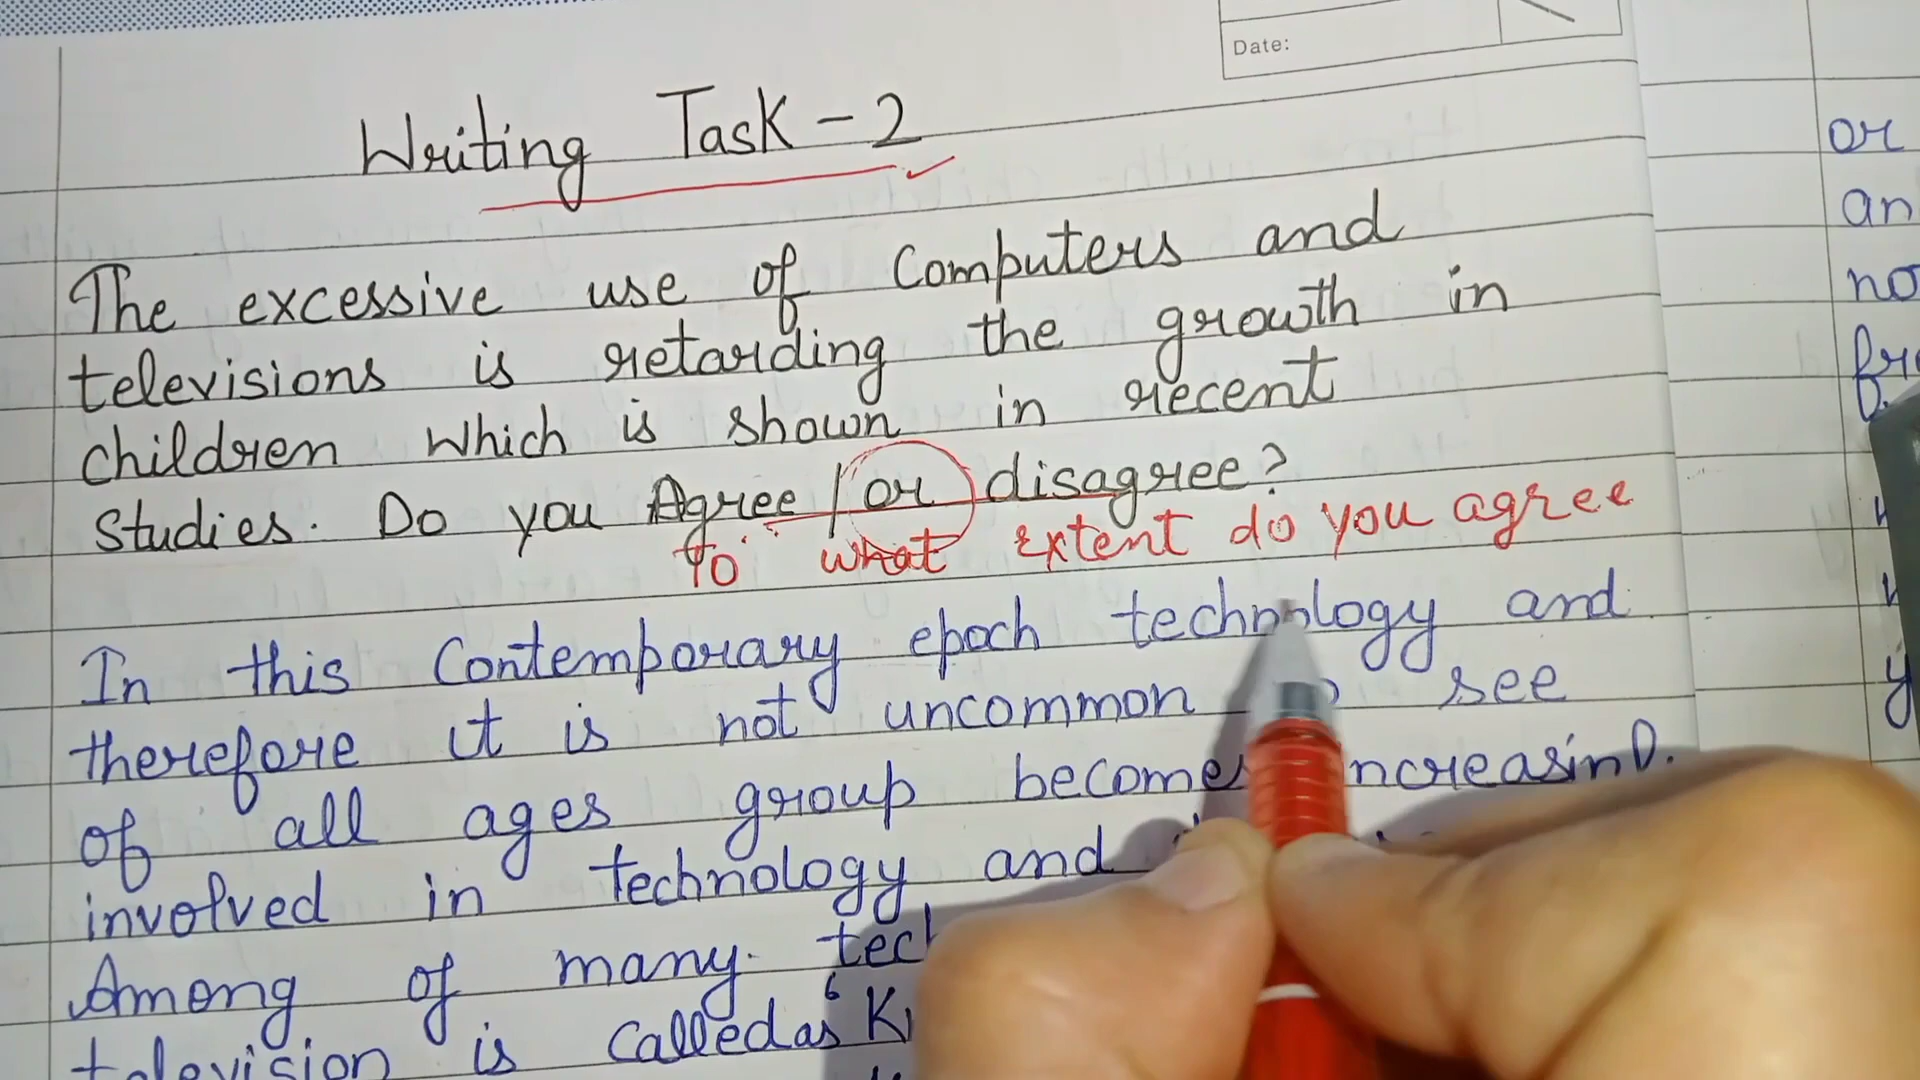 Date:
Writing Task - 2
The excessive use of Computers and
televisions is retarding the growth in
children which is shown in recent
studies. Do you Agree / or disagree?
to what extent do you agree
In this Contemporary epoch technology and
therefore it is not uncommon see
of all ages group becomes
involved in technology and
Among of many.
television is called as
or
an
no